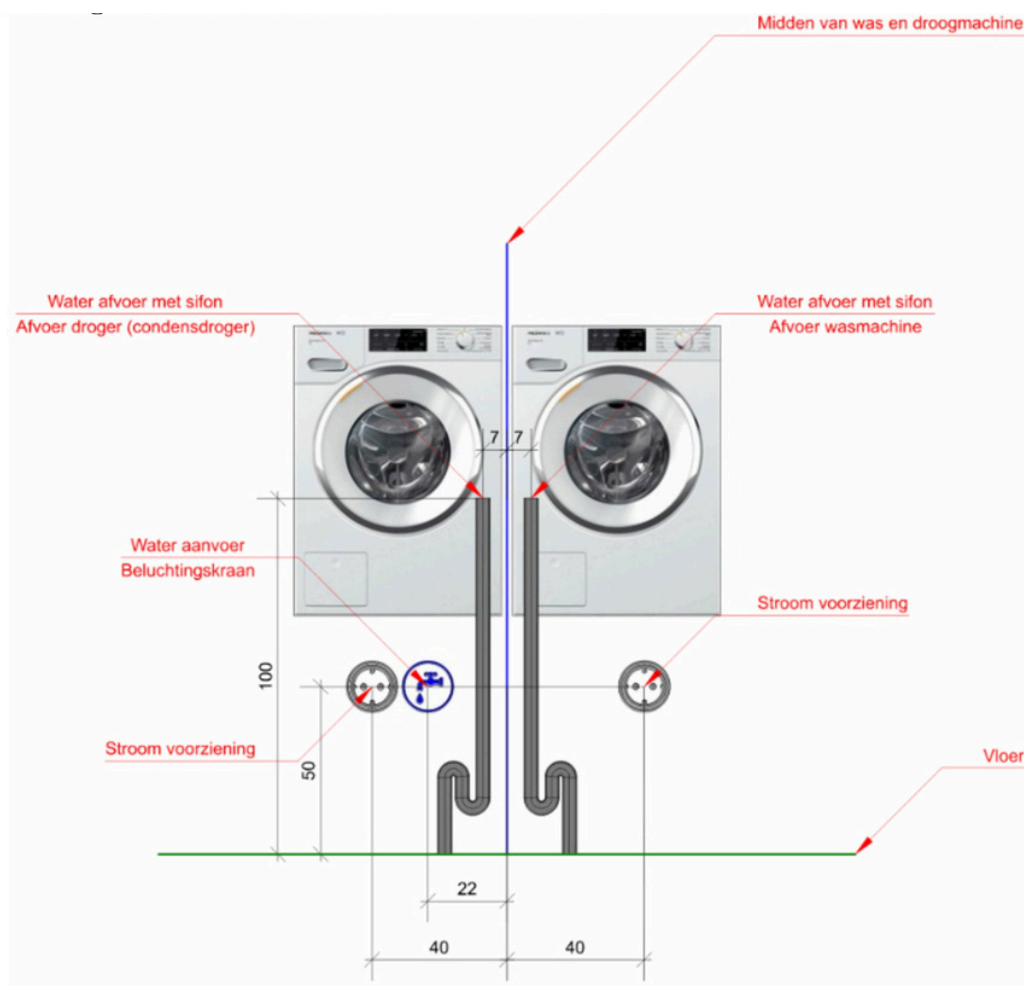 Midden van was en droogmachine
Water afvoer met sifon
Afvoer droger (condensdroger)
Water afvoer met sifon
Afvoer wasmachine
7 7
Water aanvoer
Beluchtingskraan
Stroom voorziening
100
Stroom voorziening
50
Vloer
22
40
40